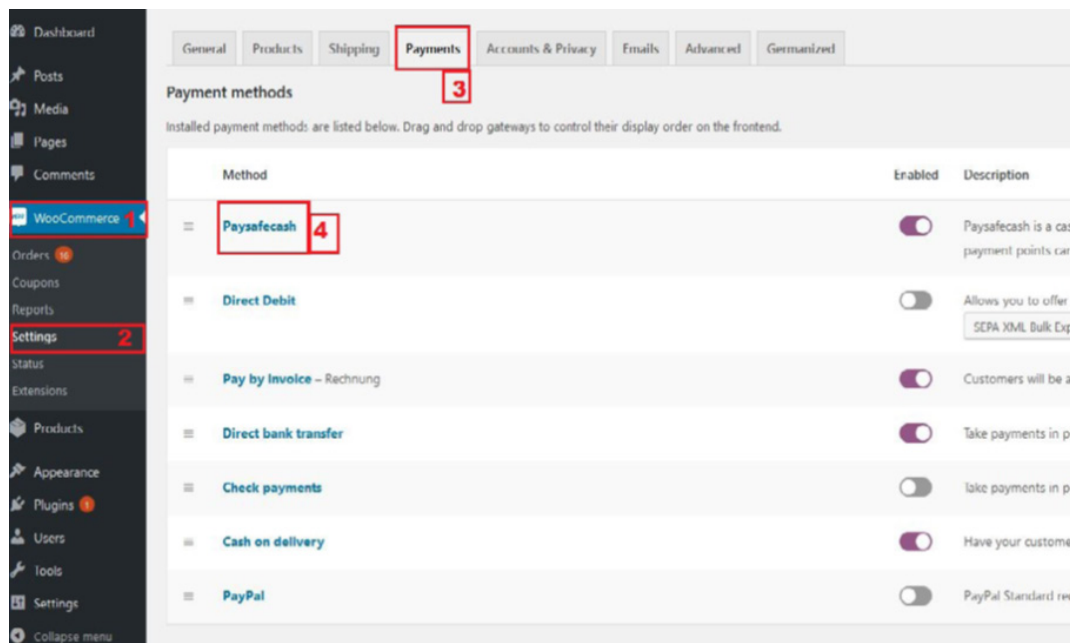 Dashboard
Posts
Media
Pages
Comments
WooCommerce 1
Orders
Coupons
Reports
Settings 2
Status
Extensions
Products
Appearance
Plugins 1
Users
Tools
Settings
Collapse menu
General Products Shipping Payments Accounts & Privacy Emails Advanced Germanized
3
Payment methods
Installed payment methods are listed below. Drag and drop gateways to control their display order on the frontend.
Method Enabled Description
Paysafecash 4 Paysafecash is a cas
payment points can
Direct Debit Allows you to offer
SEPA XML Bulk Exp
Pay by Invoice – Rechnung Customers will be a
Direct bank transfer Take payments in p
Check payments Take payments in p
Cash on delivery Have your custome
PayPal PayPal Standard re